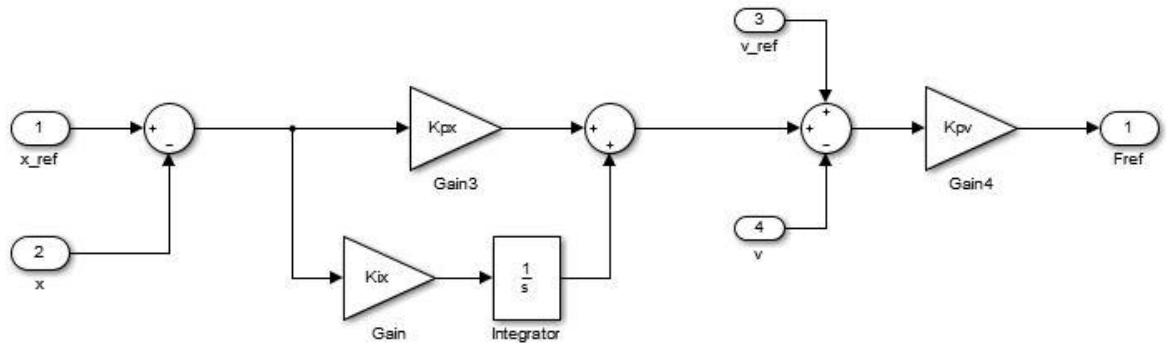 3
v_ref
1
x_ref
+
−
Kpx
Gain3
+
+
+
+
−
Kpv
Gain4
1
Fref
2
x
Kix
Gain
1
s
Integrator
4
v